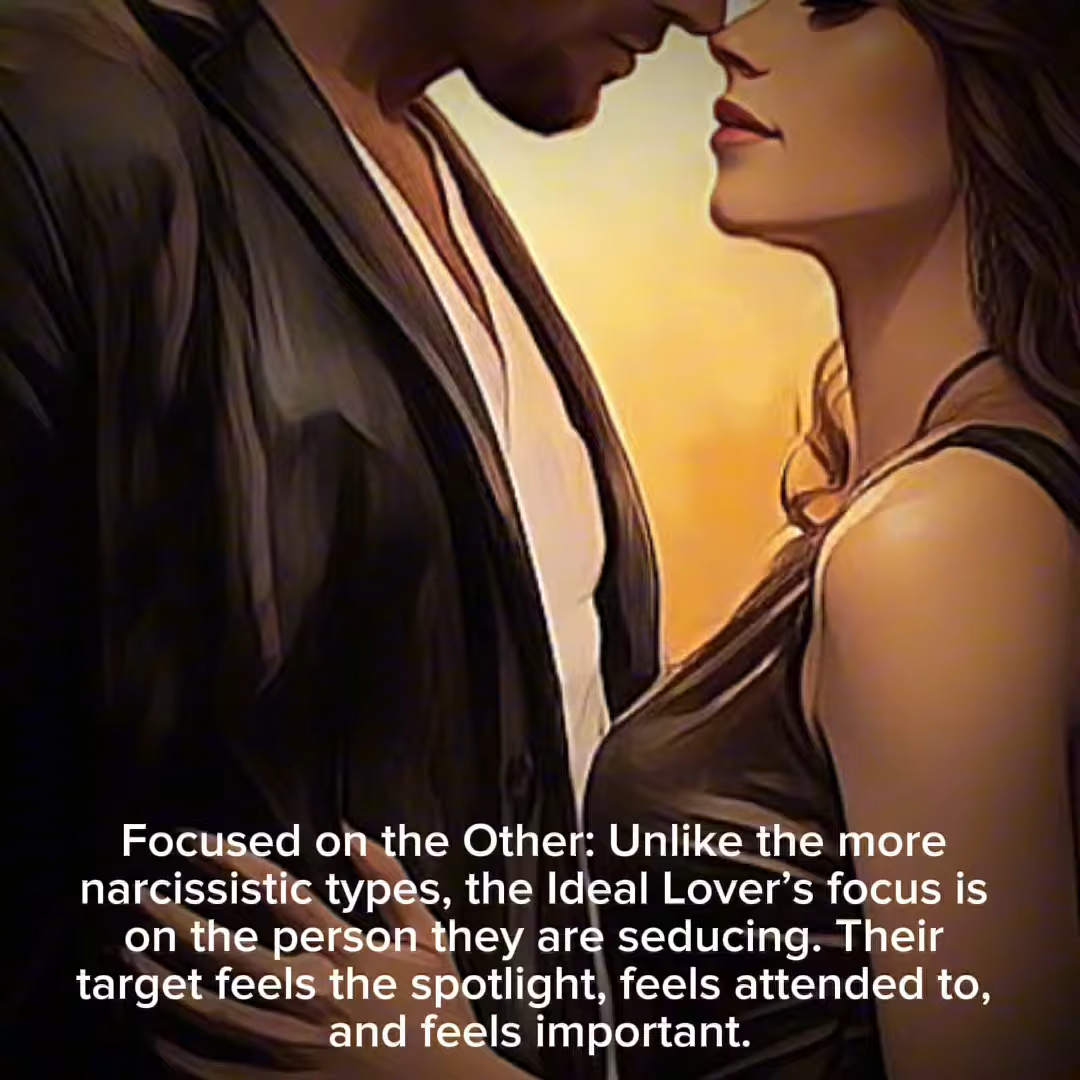 Focused on the Other: Unlike the more
narcissistic types, the Ideal Lover’s focus is
on the person they are seducing. Their
target feels the spotlight, feels attended to,
and feels important.